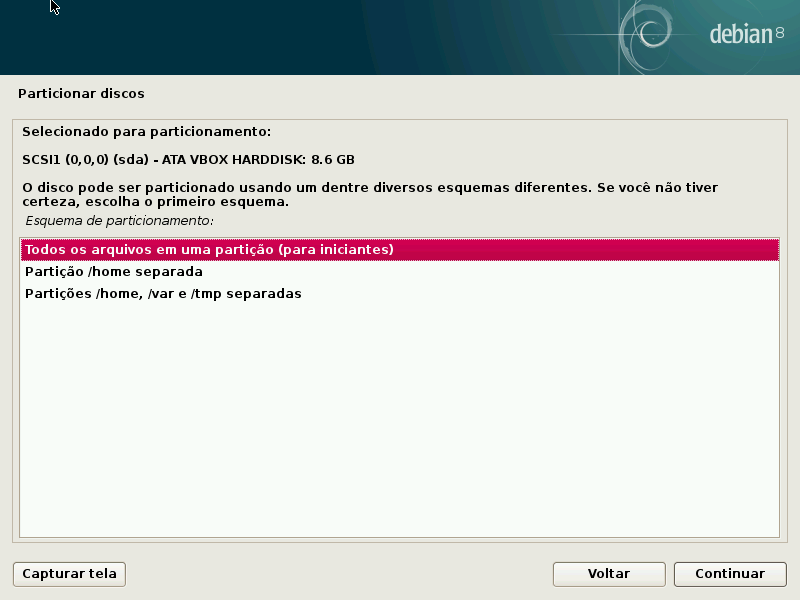 debian 8
Particionar discos
Selecionado para particionamento:
SCSI1 (0,0,0) (sda) - ATA VBOX HARDDISK: 8.6 GB
O disco pode ser particionado usando um dentre diversos esquemas diferentes. Se você não tiver
certeza, escolha o primeiro esquema.
Esquema de particionamento:
Todos os arquivos em uma partição (para iniciantes)
Partição /home separada
Partições /home, /var e /tmp separadas
Capturar tela
Voltar
Continuar